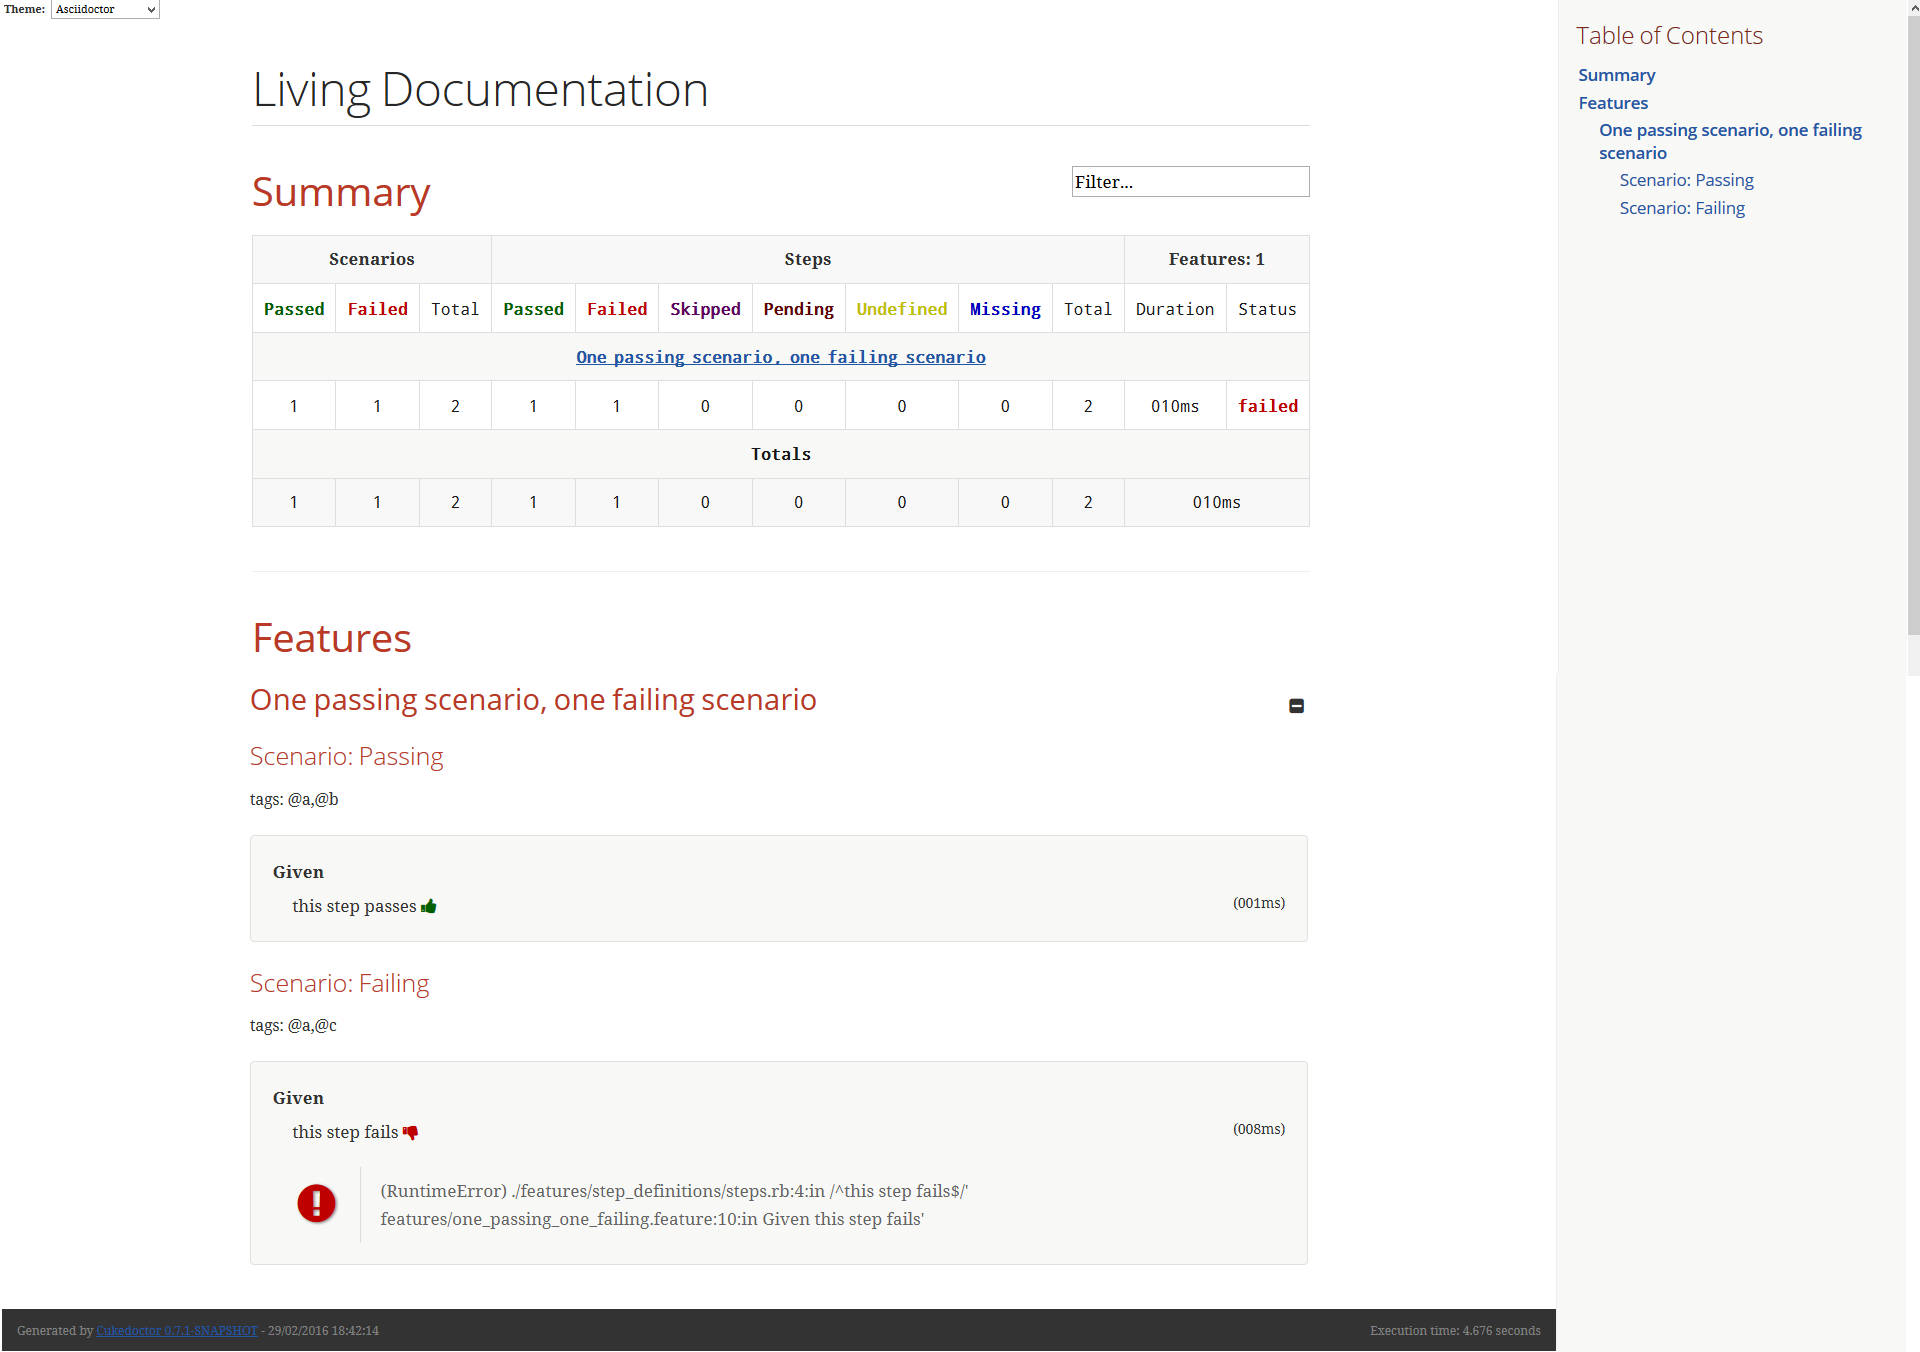 Theme: Asciidoctor
Living Documentation
Summary
Filter...
Scenarios Steps Features: 1
Passed Failed Total Passed Failed Skipped Pending Undefined Missing Total Duration Status
One passing scenario, one failing scenario
1 1 2 1 1 0 0 0 0 2 010ms failed
Totals
1 1 2 1 1 0 0 0 0 2 010ms
Features
One passing scenario, one failing scenario
Scenario: Passing
tags: @a,@b
Given
this step passes (001ms)
Scenario: Failing
tags: @a,@c
Given
this step fails (008ms)
(RuntimeError) ./features/step_definitions/steps.rb:4:in /^this step fails$/'
features/one_passing_one_failing.feature:10:in Given this step fails'
Generated by Cukedoctor 0.7.1-SNAPSHOT - 29/02/2016 18:42:14
Execution time: 4.676 seconds
Table of Contents
Summary
Features
One passing scenario, one failing
scenario
Scenario: Passing
Scenario: Failing